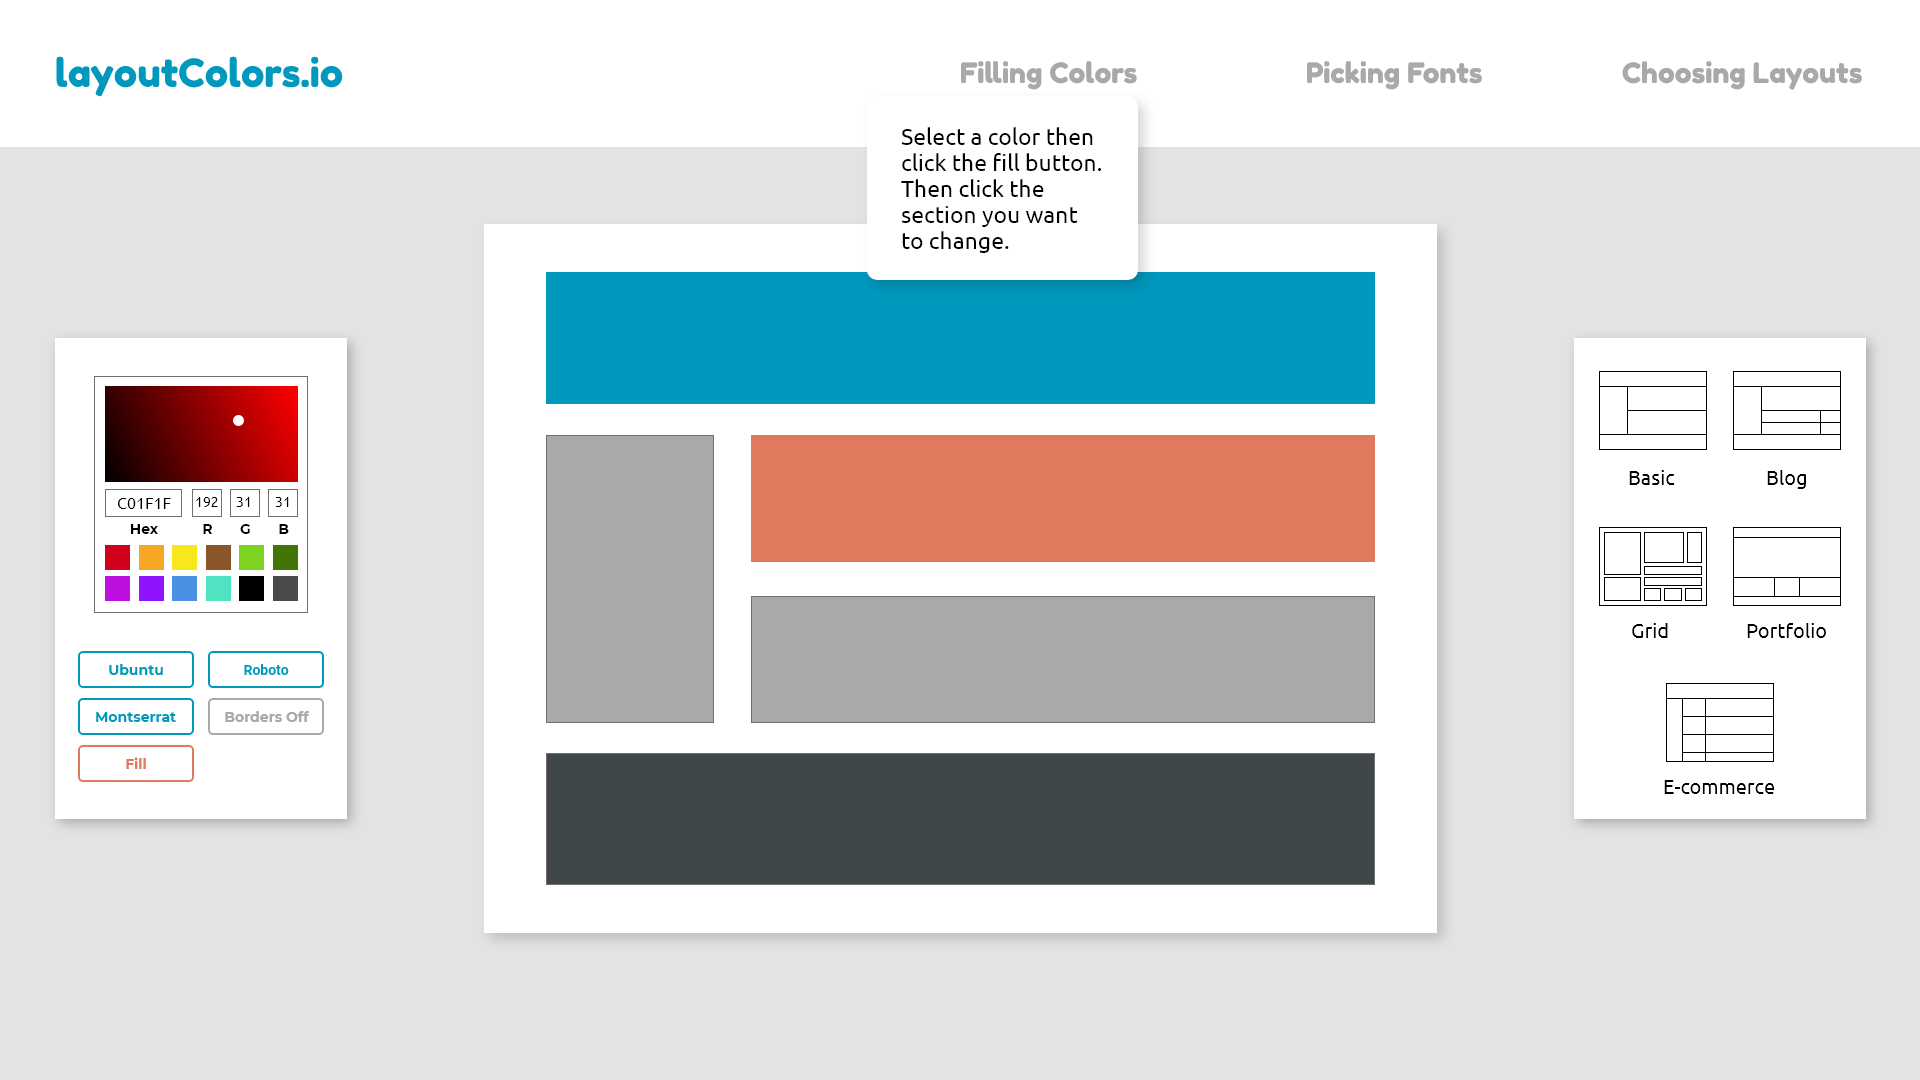 layoutColors.io
Filling Colors
Picking Fonts
Choosing Layouts
Select a color then
click the fill button.
Then click the
section you want
to change.
C01F1F
192
31
31
Hex
R
G
B
Ubuntu
Roboto
Montserrat
Borders Off
Fill
Basic
Blog
Grid
Portfolio
E-commerce